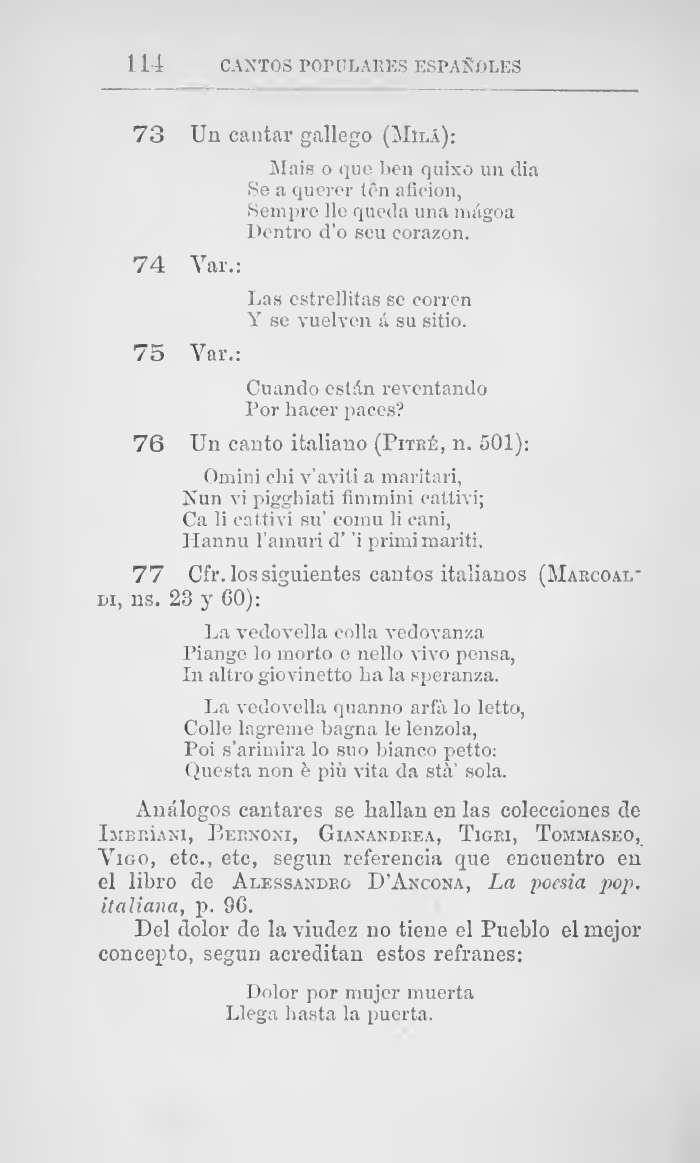 114 CANTOS POPULARES ESPAÑOLES
73 Un cantar gallego (MILÁ):
Mais o que ben quixo un dia
Se a querer tên aficion,
Sempre lle queda una mágoa
Dentro d'o seu corazon.
74 Var.:
Las estrellitas se corren
Y se vuelven á su sitio.
75 Var.:
Cuando están reventando
Por hacer paces?
76 Un canto italiano (PITRÉ, n. 501):
Omini chi v'aviti a maritari,
Nun vi pigghiati fimmini cattivi;
Ca li cattivi su' comu li cani,
Hannu l'amuri d' 'i primi mariti.
77 Cfr. los siguientes cantos italianos (MARCOAL-
DI, ns. 23 y 60):
La vedovella colla vedovanza
Piange lo morto e nello vivo pensa,
In altro giovinetto ha la speranza.
La vedovella quanno arfà lo letto,
Colle lagreme bagna le lenzola,
Poi s'arimira lo suo bianco petto:
Questa non è più vita da stà' sola.
Análogos cantares se hallan en las colecciones de
IMBRIANI, BERNONI, GIANANDREA, TIGRI, TOMMASEO,
VIGO, etc., etc, segun referencia que encuentro en
el libro de ALESSANDRO D'ANCONA, La poesia pop.
italiana, p. 96.
Del dolor de la viudez no tiene el Pueblo el mejor
concepto, segun acreditan estos refranes:
Dolor por mujer muerta
Llega hasta la puerta.